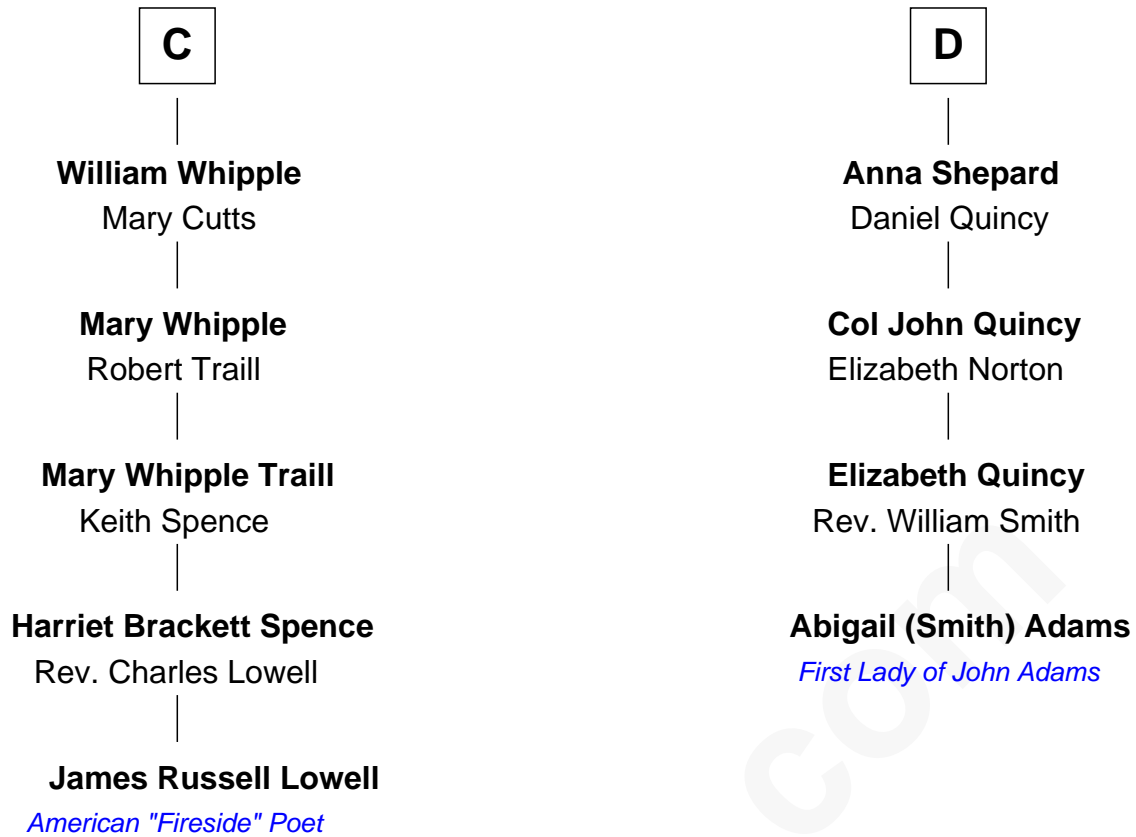 C
William Whipple
Mary Cutts
Mary Whipple
Robert Traill
Mary Whipple Traill
Keith Spence
Harriet Brackett Spence
Rev. Charles Lowell
James Russell Lowell
American "Fireside" Poet
D
Anna Shepard
Daniel Quincy
Col John Quincy
Elizabeth Norton
Elizabeth Quincy
Rev. William Smith
Abigail (Smith) Adams
First Lady of John Adams
com